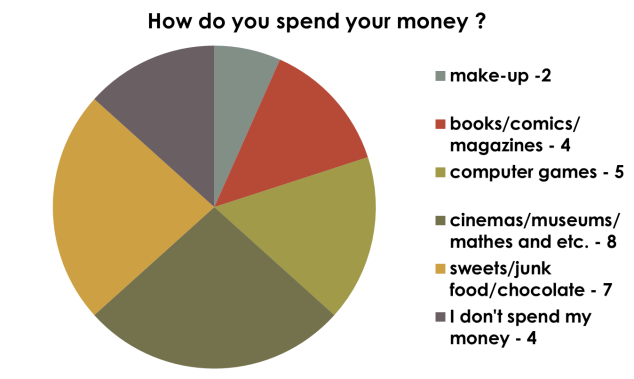 How do you spend your money ?
make-up -2
books/comics/
magazines - 4
computer games - 5
cinemas/museums/
mathes and etc. - 8
sweets/junk
food/chocolate - 7
I don't spend my
money - 4